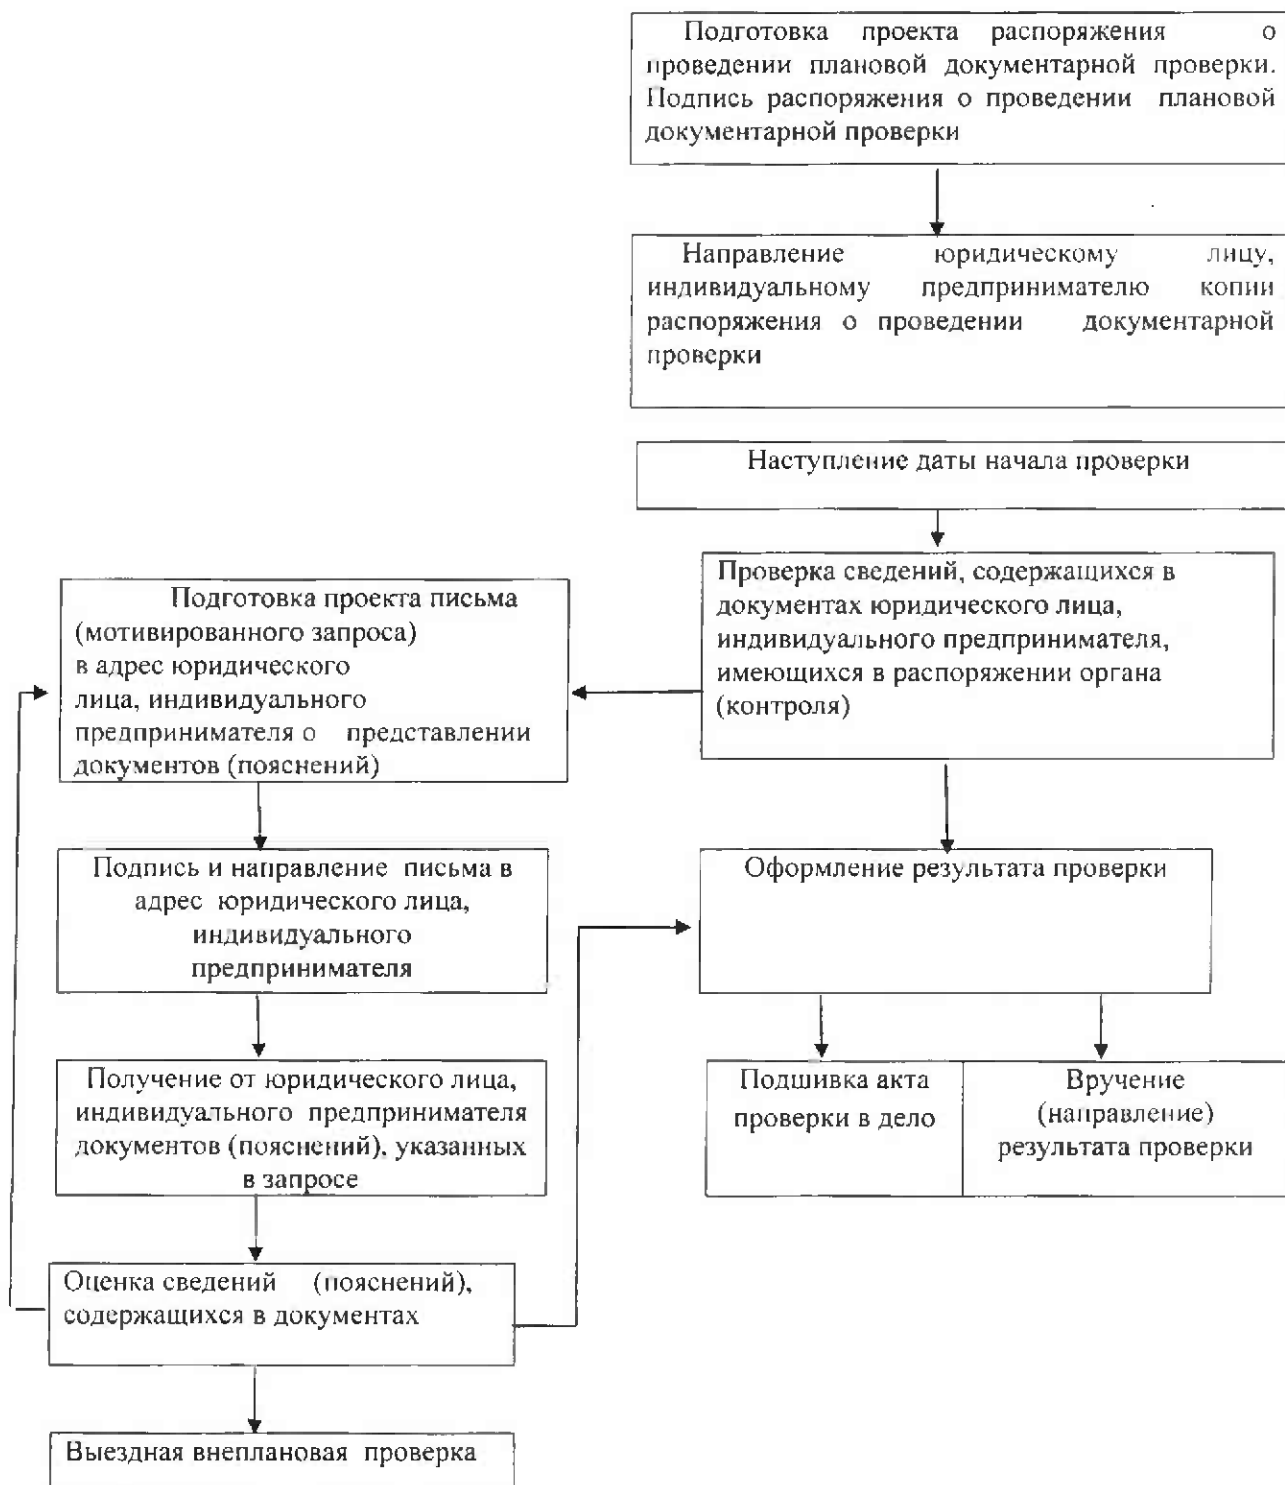 Подготовка проекта распоряжения о
проведении плановой документарной проверки.
Подпись распоряжения о проведении плановой
документарной проверки
Направление юридическому лицу,
индивидуальному предпринимателю копии
распоряжения о проведении документарной
проверки
Наступление даты начала проверки
Проверка сведений, содержащихся в
документах юридического лица,
индивидуального предпринимателя,
имеющихся в распоряжении органа
(контроля)
Подготовка проекта письма
(мотивированного запроса)
в адрес юридического
лица, индивидуального
предпринимателя о представлении
документов (пояснений)
Подпись и направление письма в
адрес юридического лица,
индивидуального
предпринимателя
Оформление результата проверки
Получение от юридического лица,
индивидуального предпринимателя
документов (пояснений), указанных
в запросе
Подшивка акта
проверки в дело
Вручение
(направление)
результата проверки
Оценка сведений (пояснений),
содержащихся в документах
Выездная внеплановая проверка